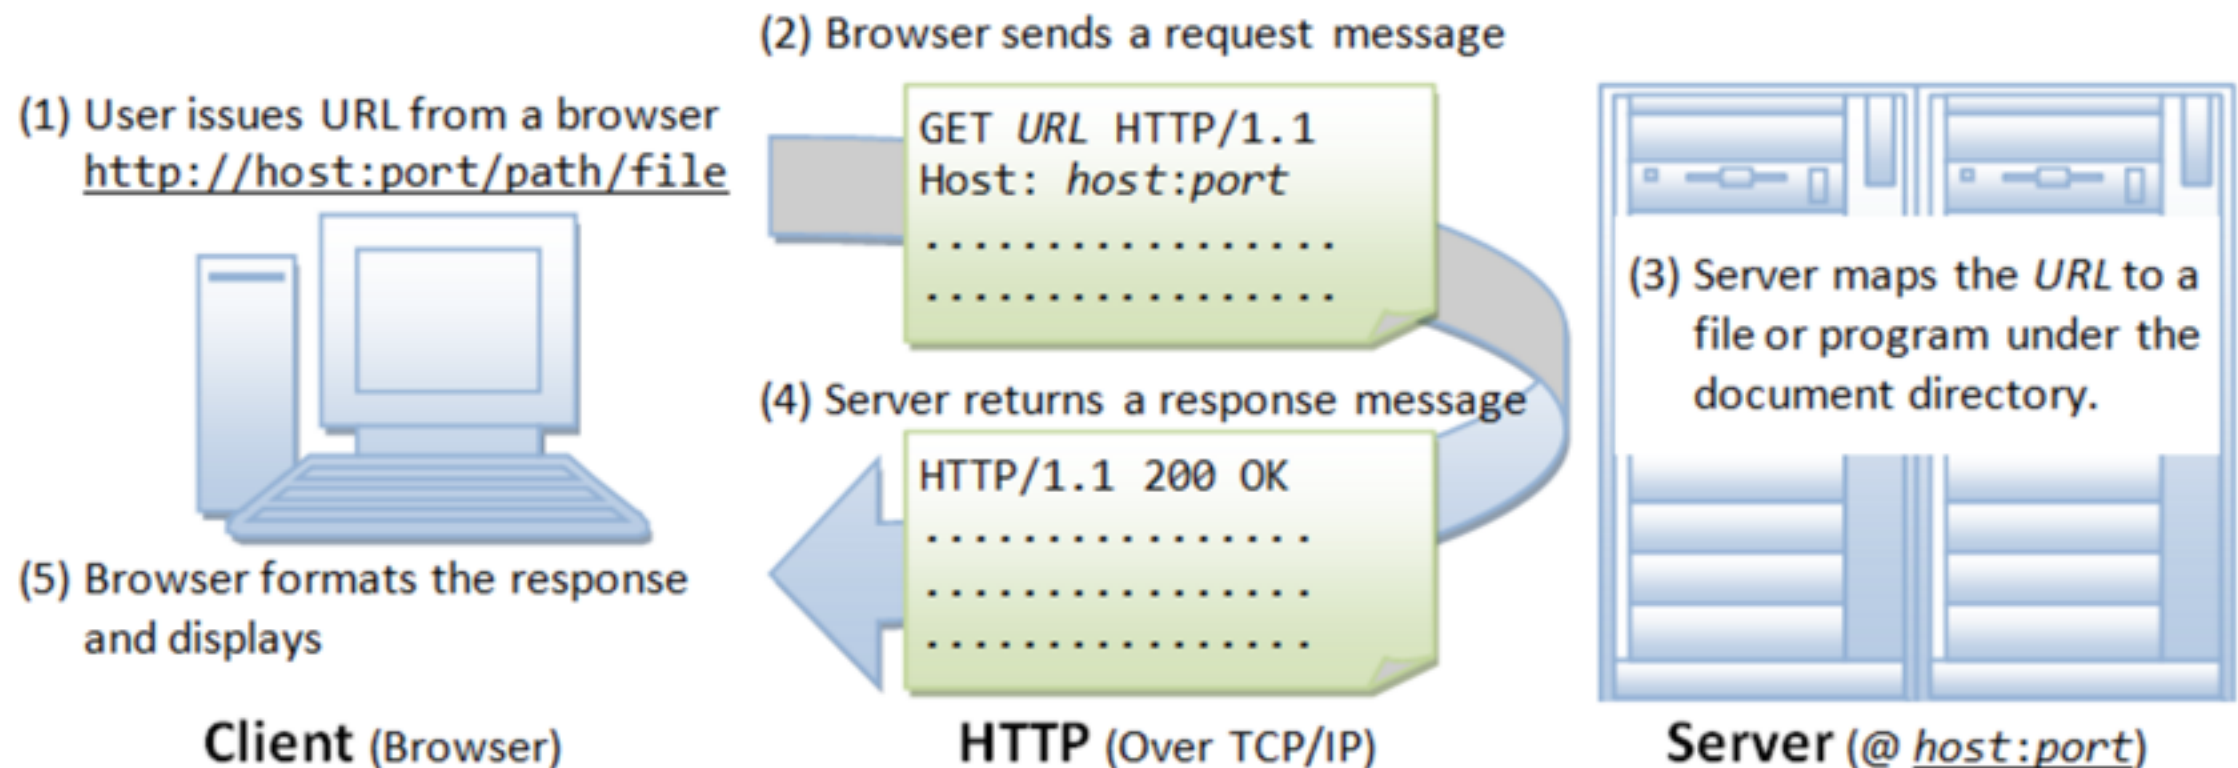 (2) Browser sends a request message
(1) User issues URL from a browser
http://host:port/path/file
GET URL HTTP/1.1
Host: host:port
..................
..................
(3) Server maps the URL to a
file or program under the
document directory.
(4) Server returns a response message
HTTP/1.1 200 OK
.................
.................
.................
(5) Browser formats the response
and displays
Client (Browser)
HTTP (Over TCP/IP)
Server (@ host:port)